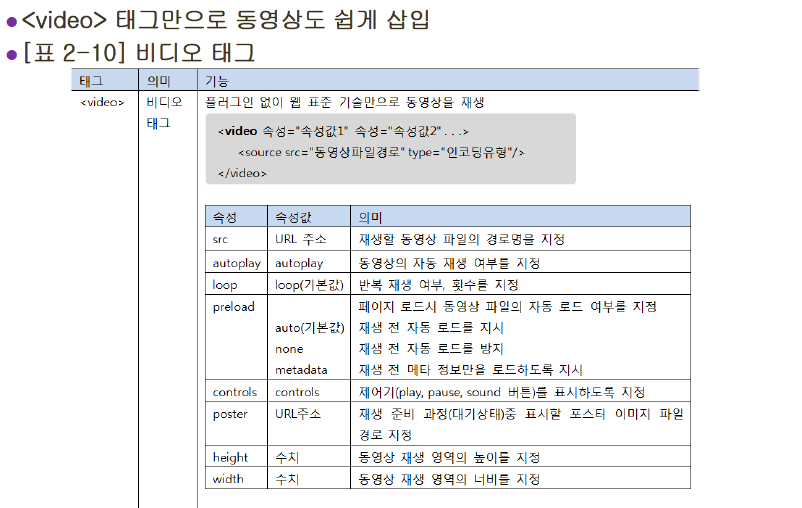 <video> 태그만으로 동영상도 쉽게 삽입
[표 2-10] 비디오 태그
태그 의미 기능
<video> 비디오 태그 플러그인 없이 웹 표준 기술만으로 동영상을 재생
<video 속성="속성값1" 속성="속성값2"...>
<source src="동영상파일경로" type="인코딩유형"/>
</video>
속성 속성값 의미
src URL 주소 재생할 동영상 파일의 경로명을 지정
autoplay autoplay 동영상의 자동 재생 여부를 지정
loop loop(기본값) 반복 재생 여부, 횟수를 지정
preload 페이지 로드시 동영상 파일의 자동 로드 여부를 지정
auto(기본값) 재생 전 자동 로드를 지시
none 재생 전 자동 로드를 방지
metadata 재생 전 메타 정보만을 로드하도록 지시
controls controls 제어기(play, pause, sound 버튼)를 표시하도록 지정
poster URL주소 재생 준비 과정(대기상태)중 표시할 포스터 이미지 파일
경로 지정
height 수치 동영상 재생 영역의 높이를 지정
width 수치 동영상 재생 영역의 너비를 지정